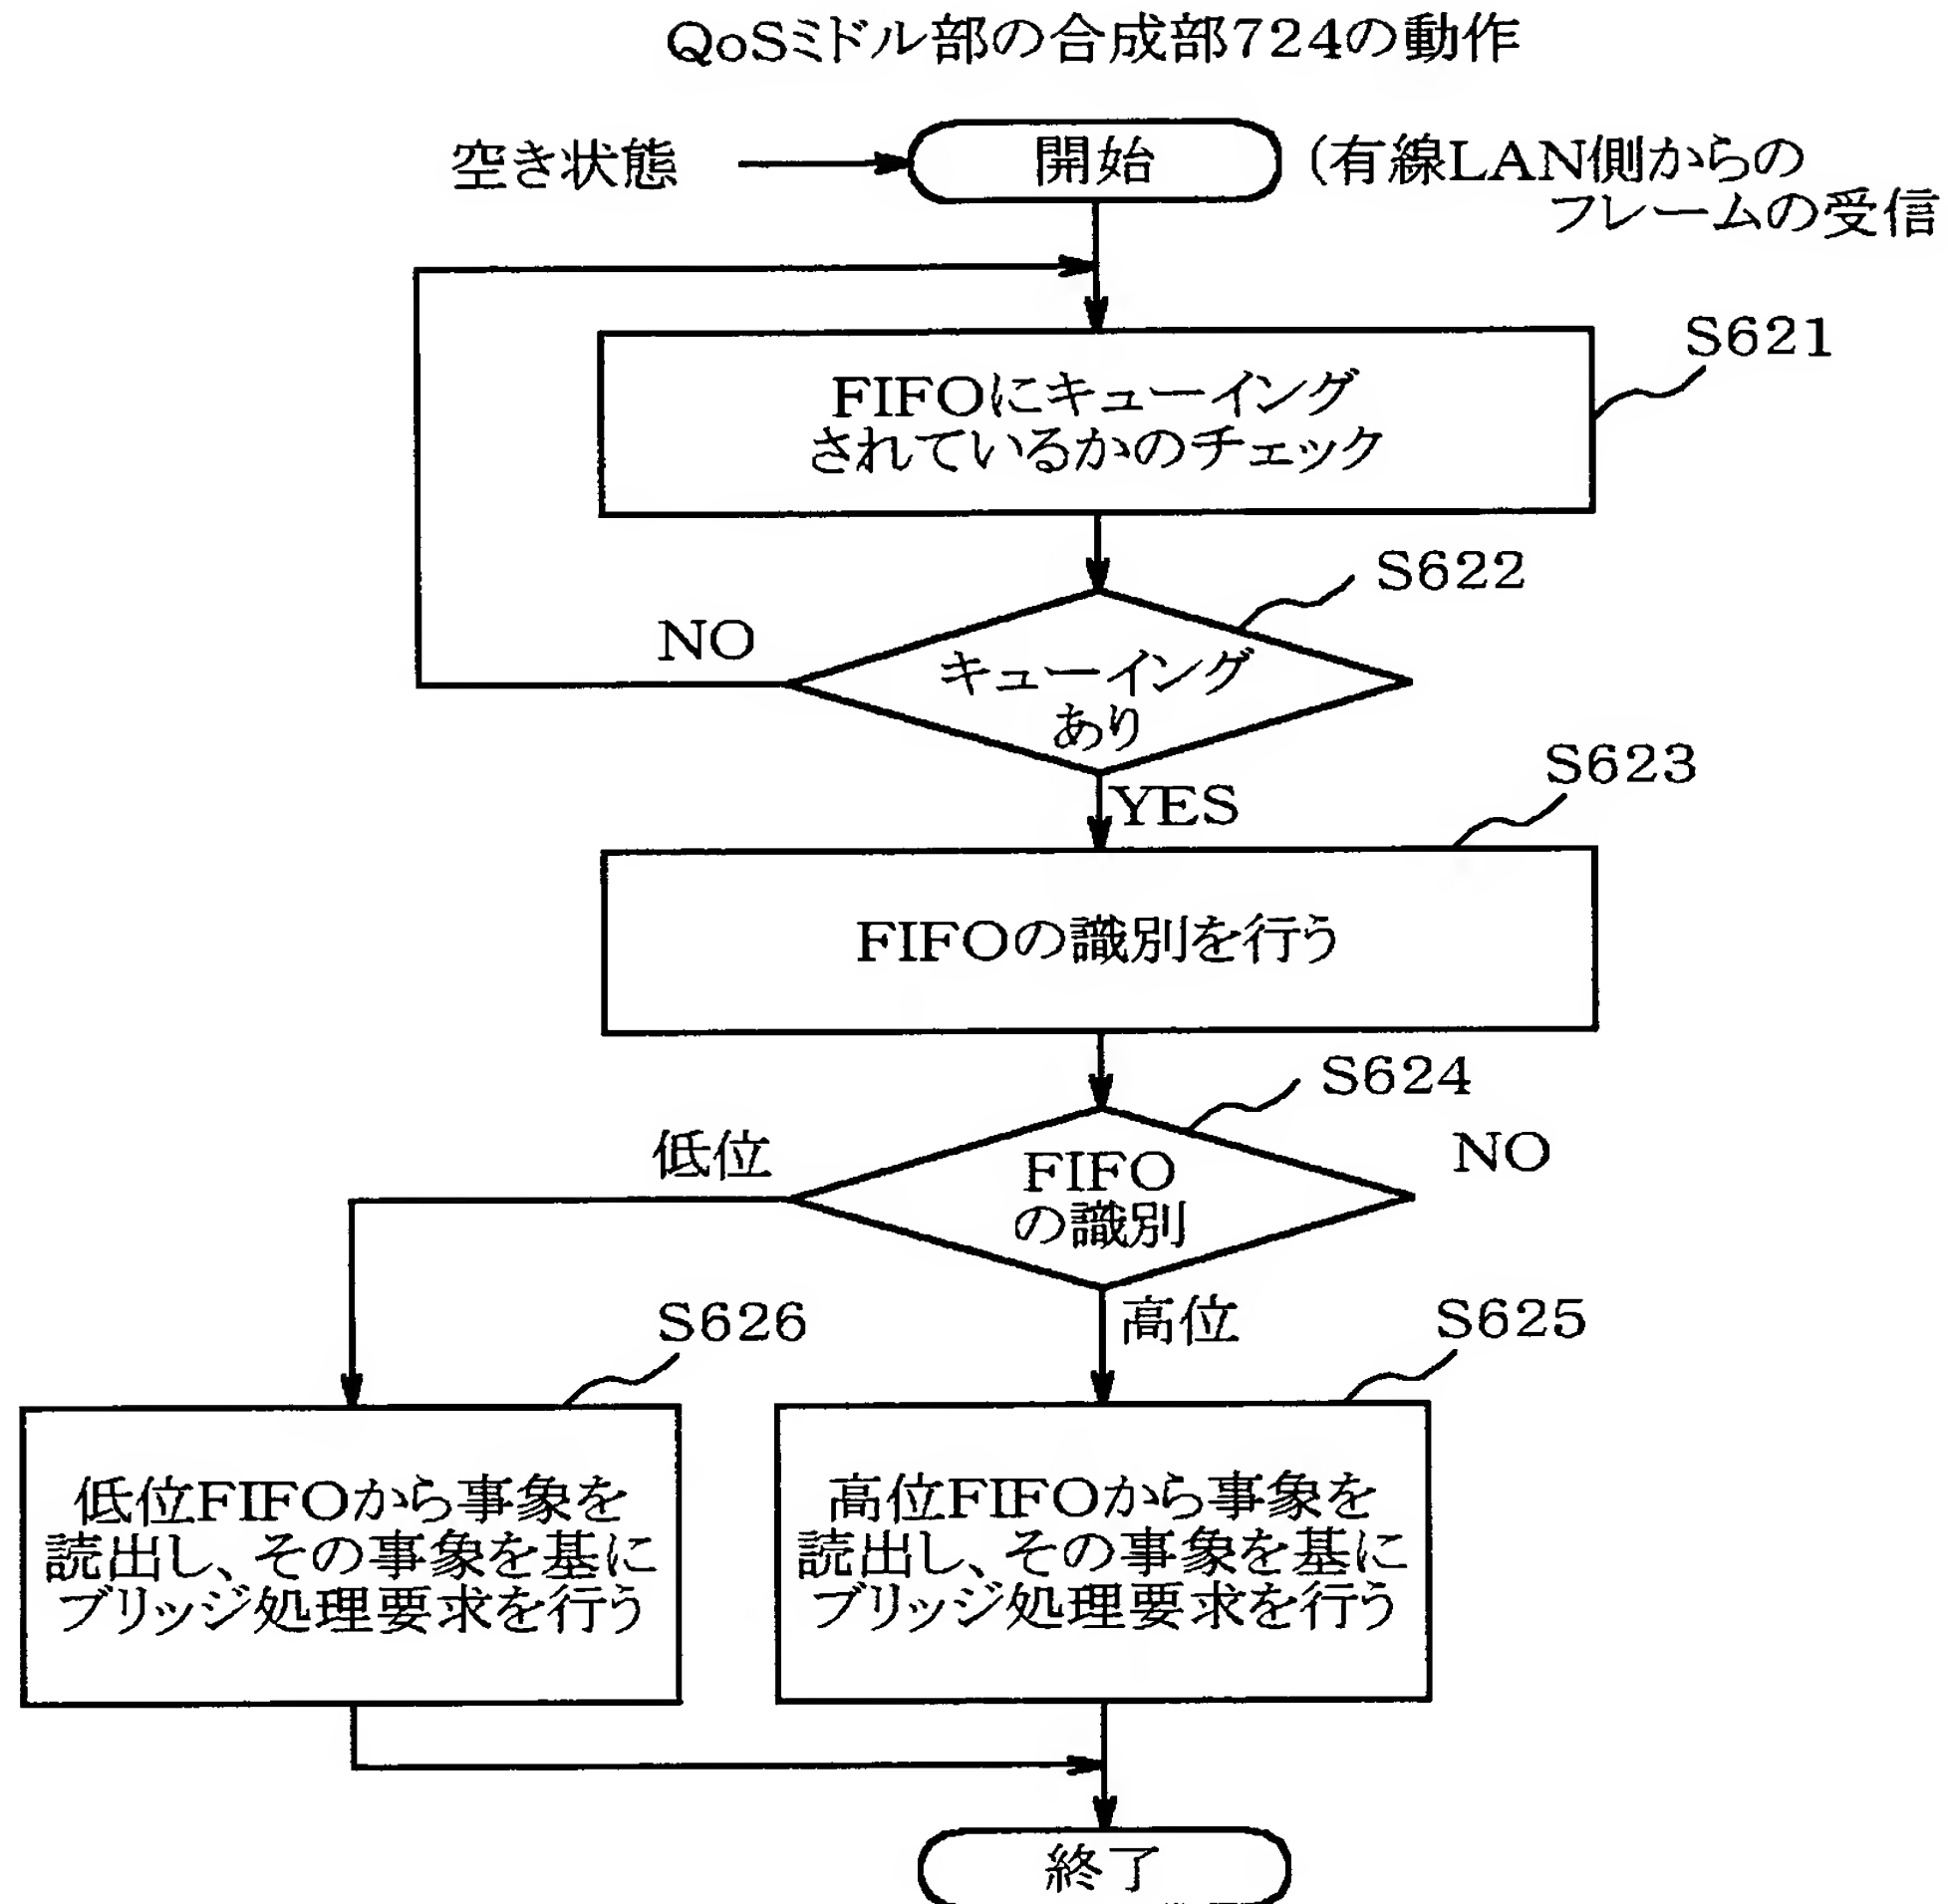 QoSミドル部の合成部724の動作
空き状態
開始
(有線LAN側からの
フレームの受信
S621
FIFOにキューイング
されているかのチェック
S622
NO
キューイング
あり
S623
YES
FIFOの識別を行う
S624
低位
NO
FIFO
の識別
高位
S626
S625
低位FIFOから事象を
読出し、その事象を基に
ブリッジ処理要求を行う
高位FIFOから事象を
読出し、その事象を基に
ブリッジ処理要求を行う
終了